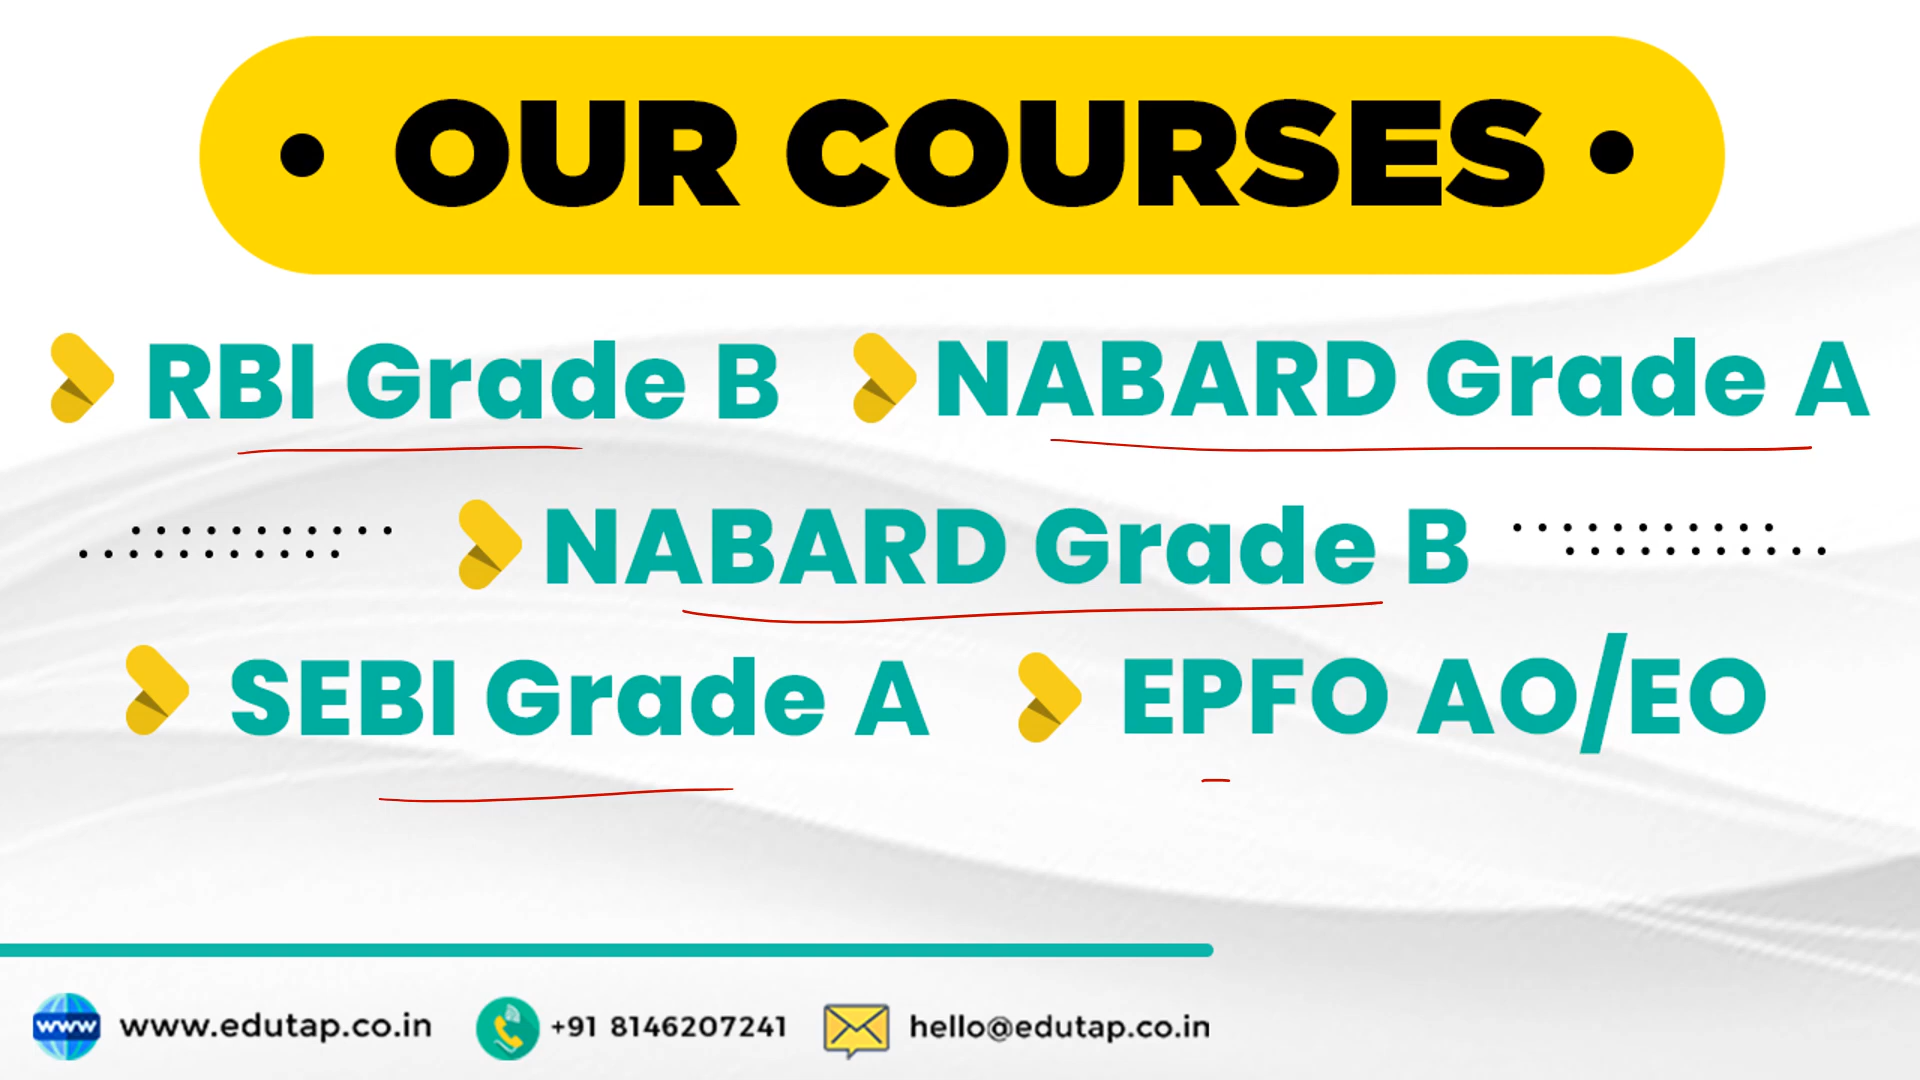 • OUR COURSES •
RBI Grade B NABARD Grade A
NABARD Grade B
SEBI Grade A EPFO AO/EO
www www.edutap.co.in +91 8146207241 hello@edutap.co.in